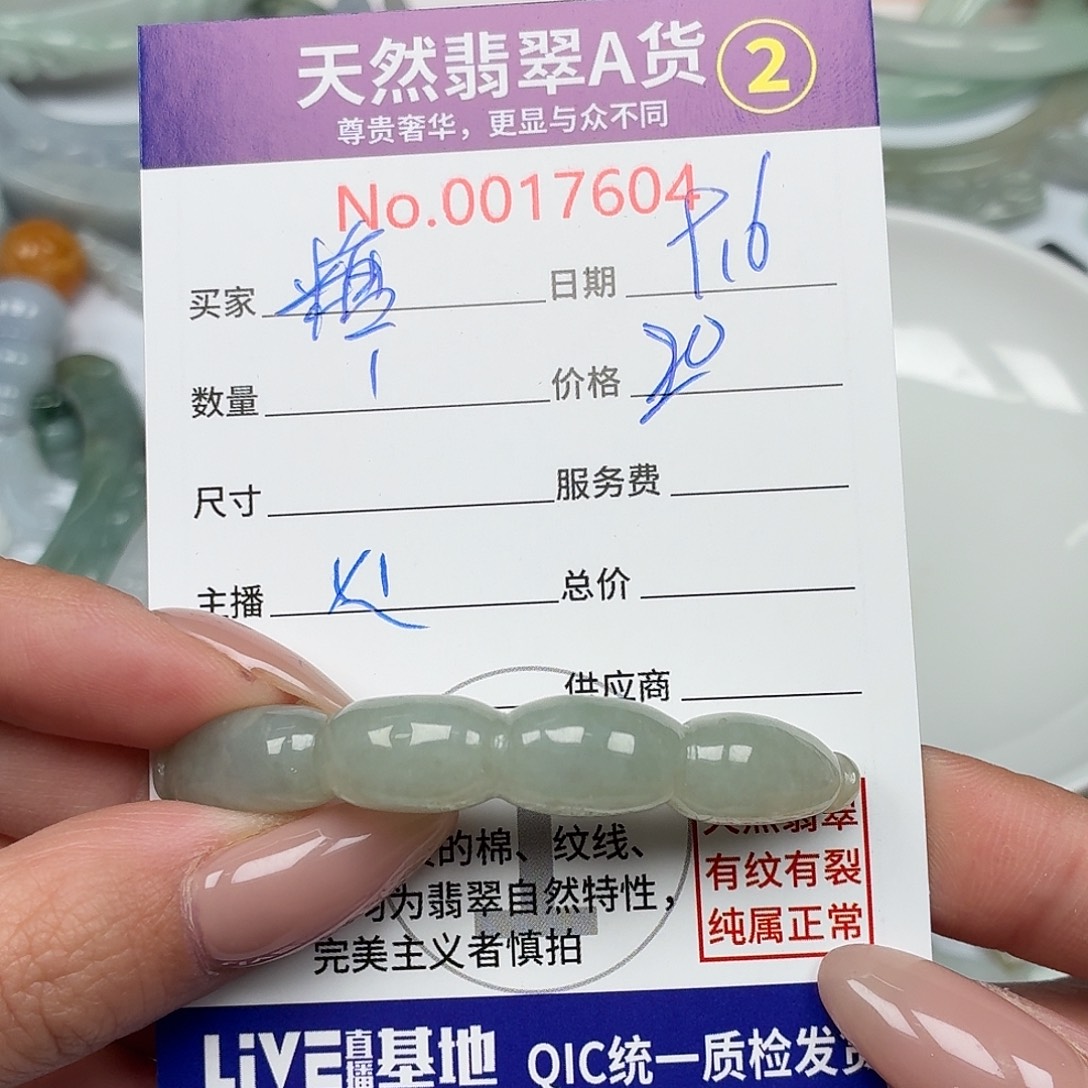 天然翡翠A货 2
尊贵奢华，更显与众不同
No.0017604
买家 糖 日期
数量 1 价格 20
尺寸 服务费
主播 总价
供应商
的棉、纹线、
均为翡翠自然特性，
完美主义者慎拍
天然翡翠
有纹有裂
纯属正常
LiVE直播基地 QIC统一质检发货